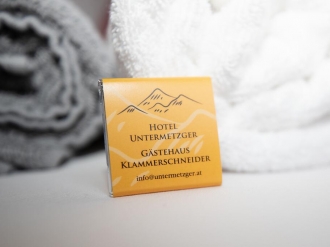 Hotel
Untermetzger
Gästehaus
Klammerschneider
info@untermetzger.at